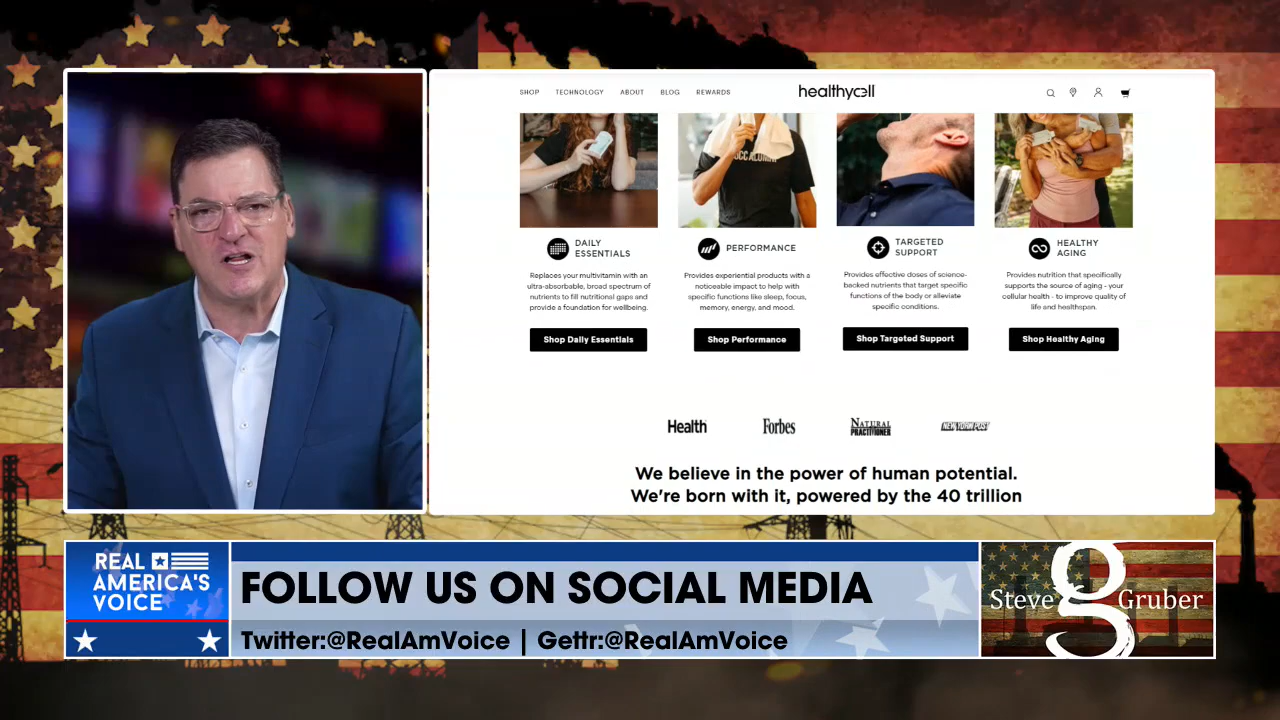 SHOP TECHNOLOGY ABOUT BLOG REWARDS
healthycell
DAILY
ESSENTIALS
Replaces your multivitamin with an
ultra-absorbable, broad spectrum of
nutrients to fill nutritional gaps and
provide a foundation for wellbeing.
Shop Daily Essentials
PERFORMANCE
Provides experiential products with a
noticeable impact to help with
specific functions like sleep, focus,
memory, energy, and mood.
Shop Performance
TARGETED
SUPPORT
Provides effective doses of science-
backed nutrients that target specific
functions of the body or alleviate
specific conditions.
Shop Targeted Support
HEALTHY
AGING
Provides nutrition that specifically
supports the source of aging - your
cellular health - to improve quality of
life and healthspan.
Shop Healthy Aging
Health
Forbes
NATURAL
PRACTITIONER
NEW YORK POST
We believe in the power of human potential.
We're born with it, powered by the 40 trillion
REAL
AMERICA'S
VOICE
FOLLOW US ON SOCIAL MEDIA
Twitter:@RealAmVoice | Gettr:@RealAmVoice
Steve g Gruber